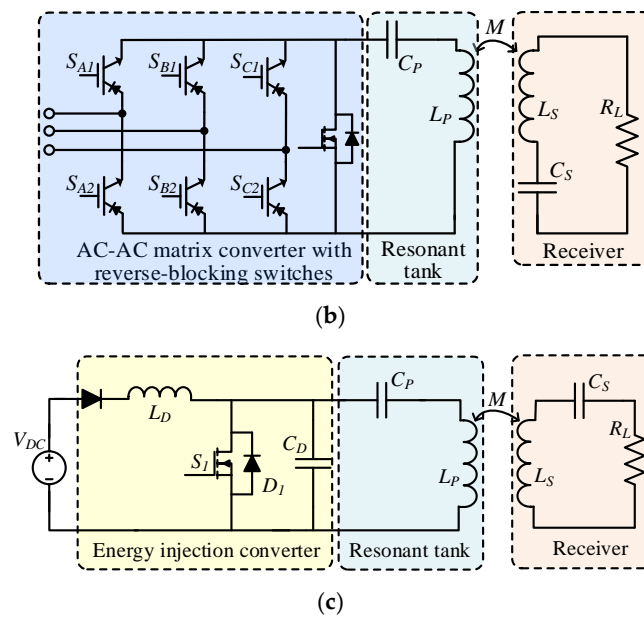 S_{A1} S_{B1} S_{C1} C_P M
L_P L_S R_L
S_{A2} S_{B2} S_{C2} C_S
AC-AC matrix converter with
reverse-blocking switches
Resonant
tank
Receiver
(b)
L_D C_P M C_S
V_{DC} S_1 C_D R_L
D_1 L_P L_S
Energy injection converter
Resonant tank
Receiver
(c)